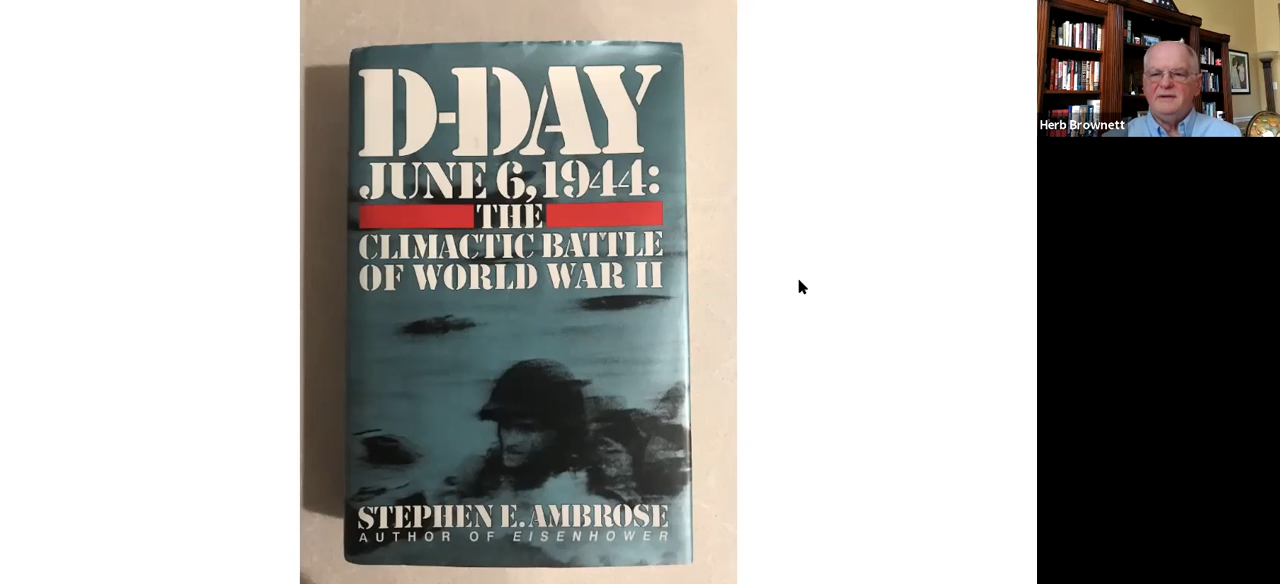 D-DAY
JUNE 6, 1944:
THE
CLIMACTIC BATTLE
OF WORLD WAR II
STEPHEN E. AMBROSE
AUTHOR OF EISENHOWER
Herb Brownett